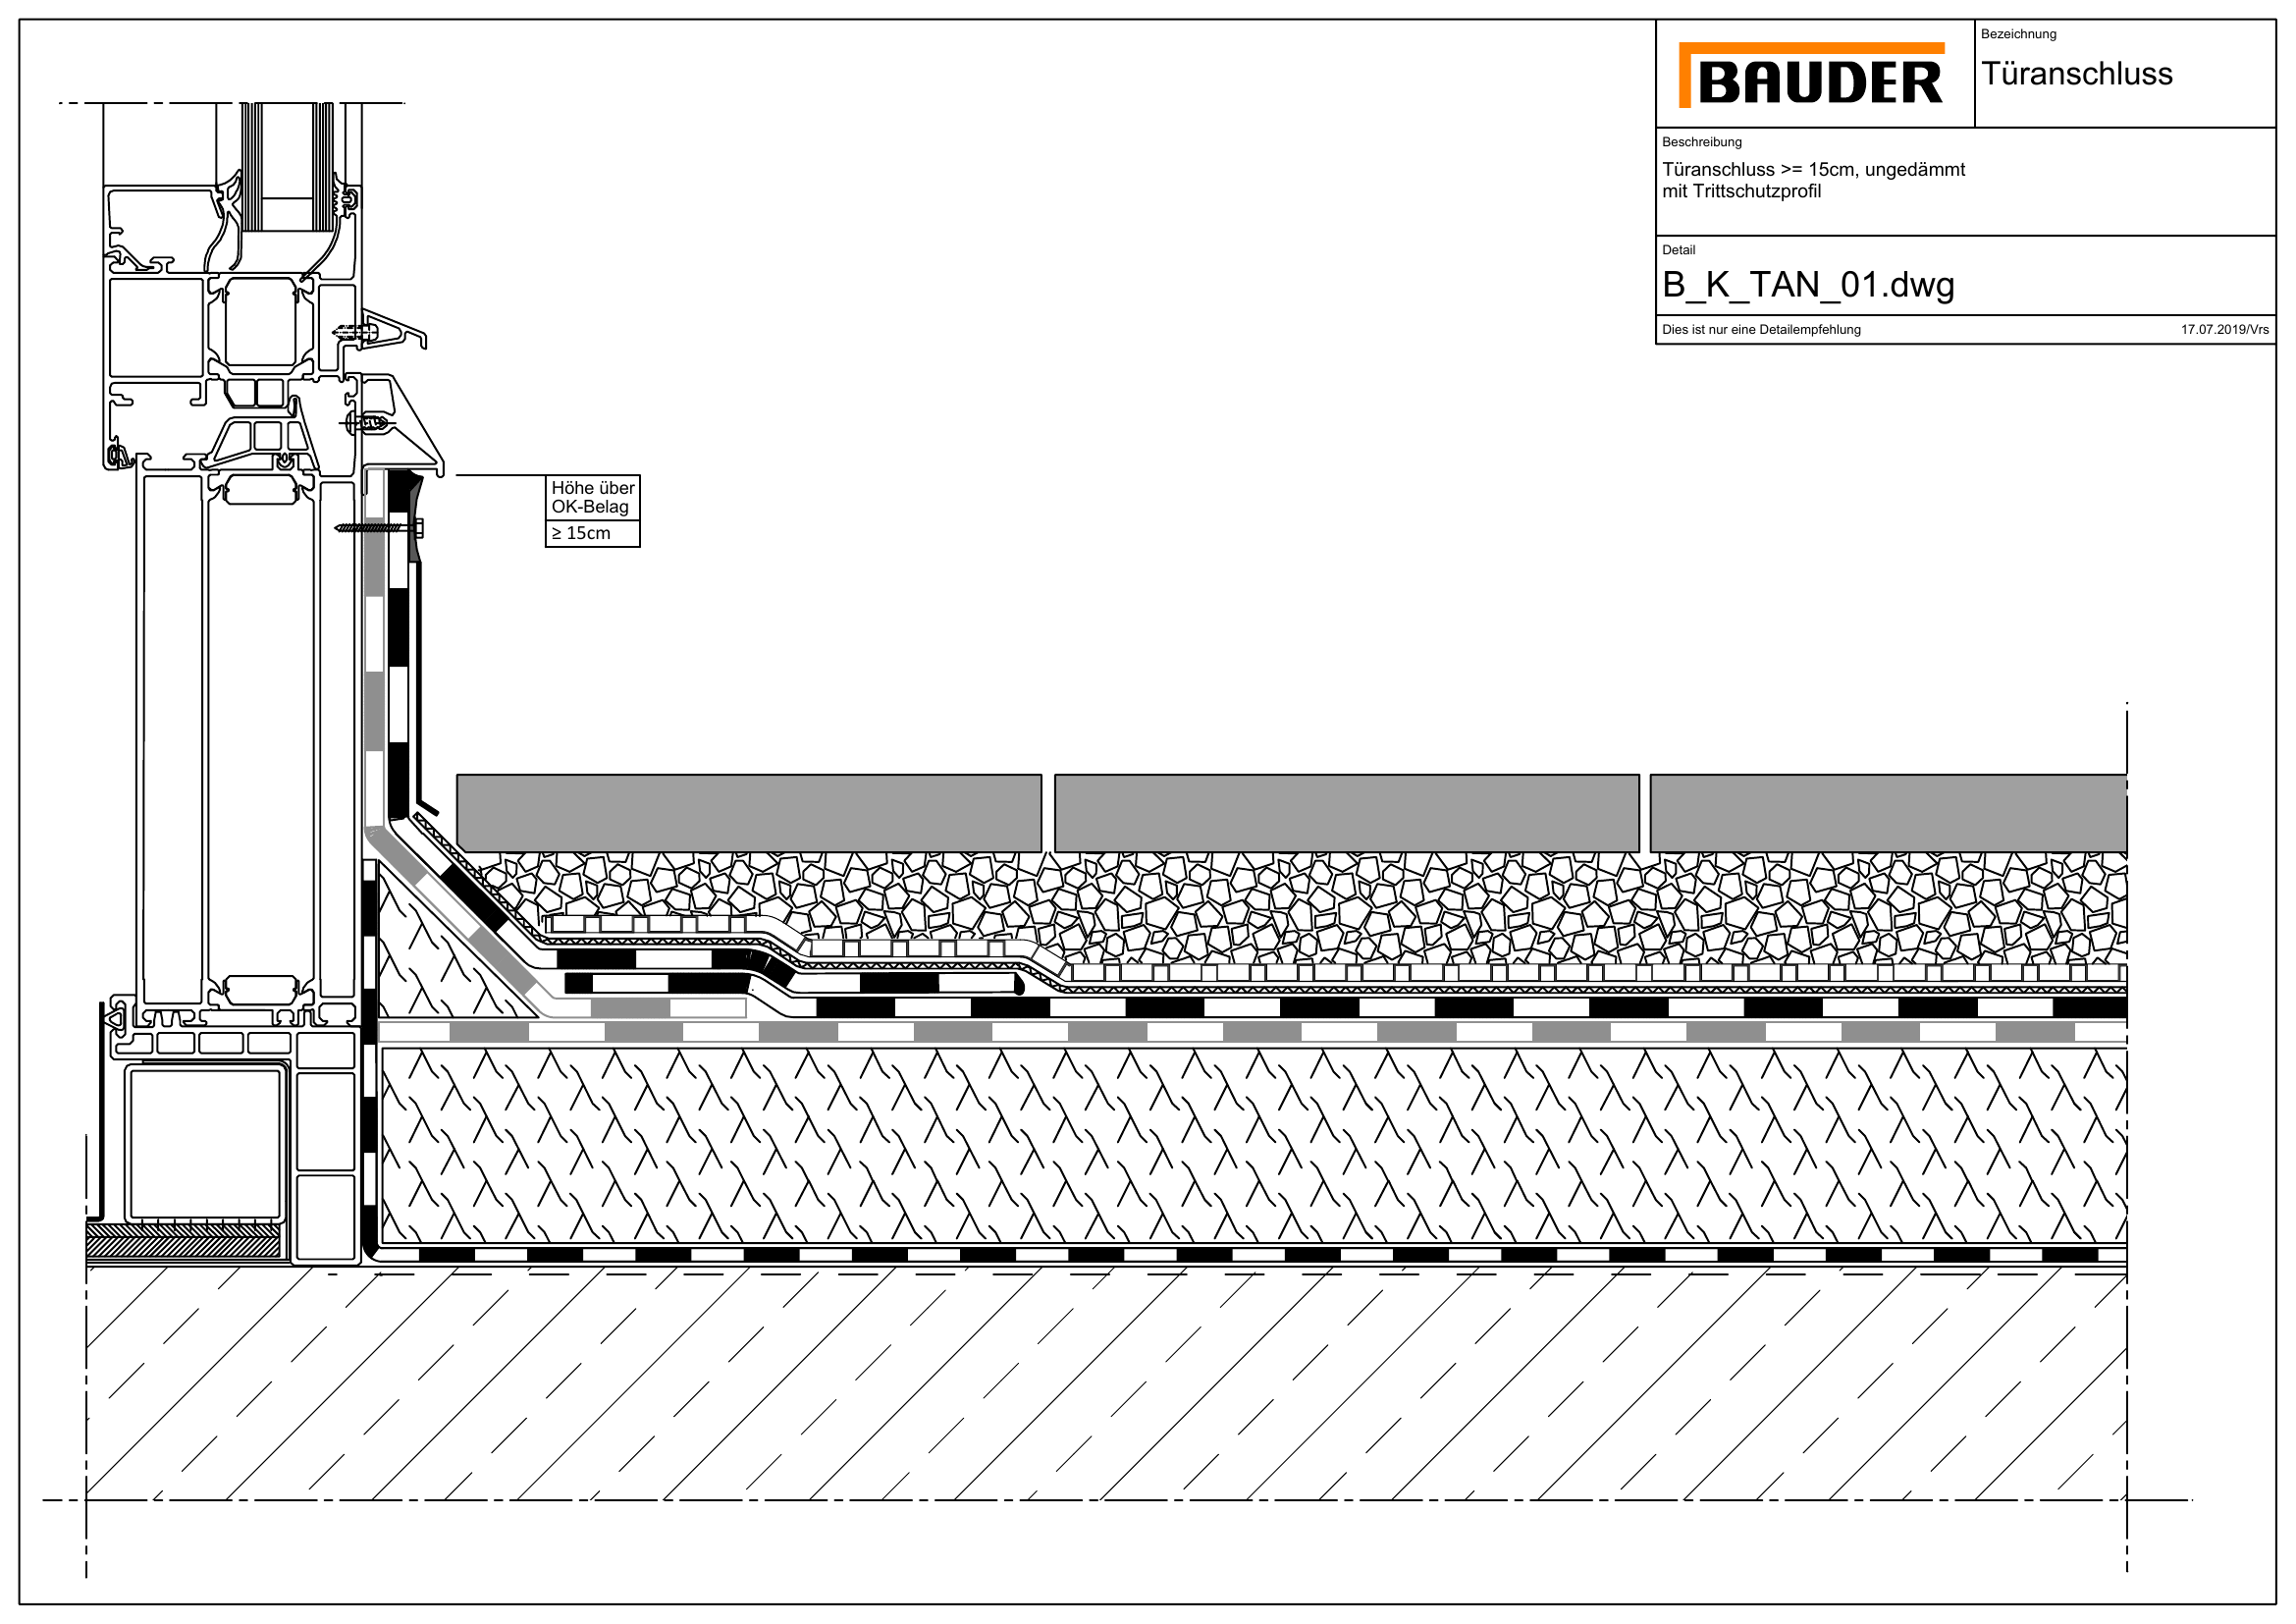 BAUDER
Bezeichnung
Türanschluss
Beschreibung
Türanschluss >= 15cm, ungedämmt
mit Trittschutzprofil
Detail
B_K_TAN_01.dwg
Dies ist nur eine Detailempfehlung 17.07.2019/Vrs
Höhe über
OK-Belag
≥ 15cm